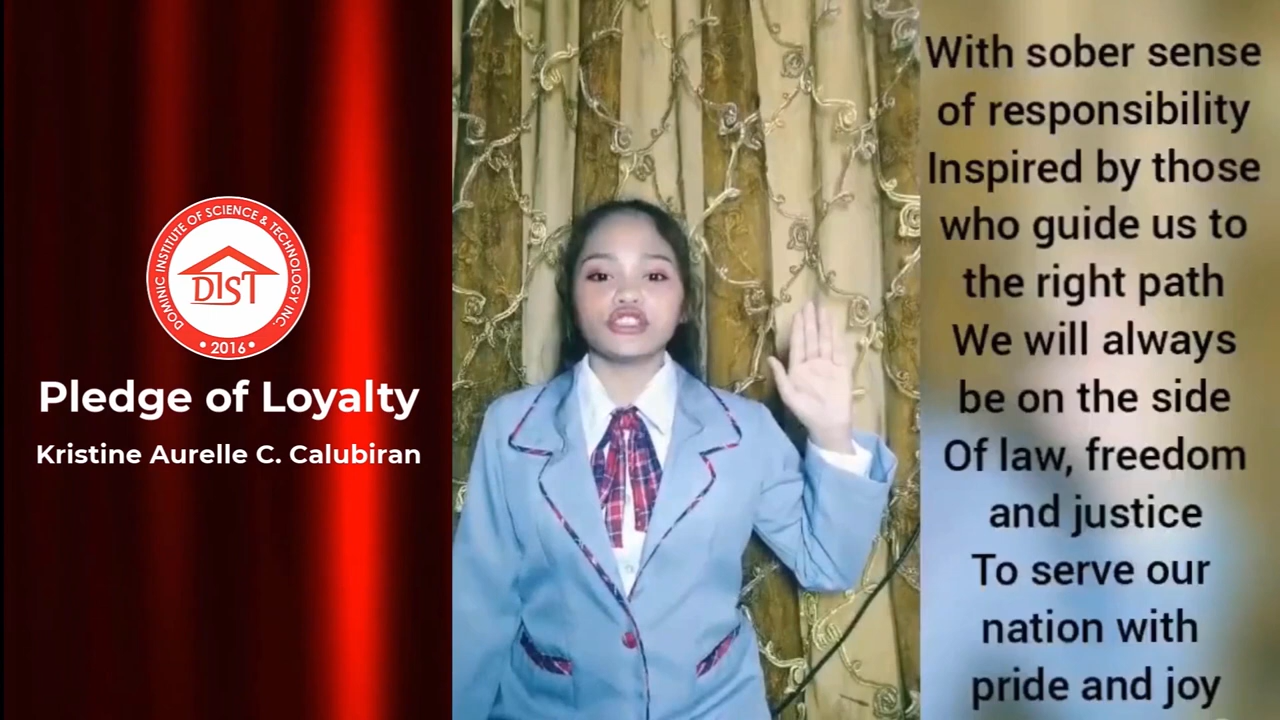 DOMINIC INSTITUTE OF SCIENCE & TECHNOLOGY INC.
DIST
• 2016 •
Pledge of Loyalty
Kristine Aurelle C. Calubiran
With sober sense
of responsibility
Inspired by those
who guide us to
the right path
We will always
be on the side
Of law, freedom
and justice
To serve our
nation with
pride and joy